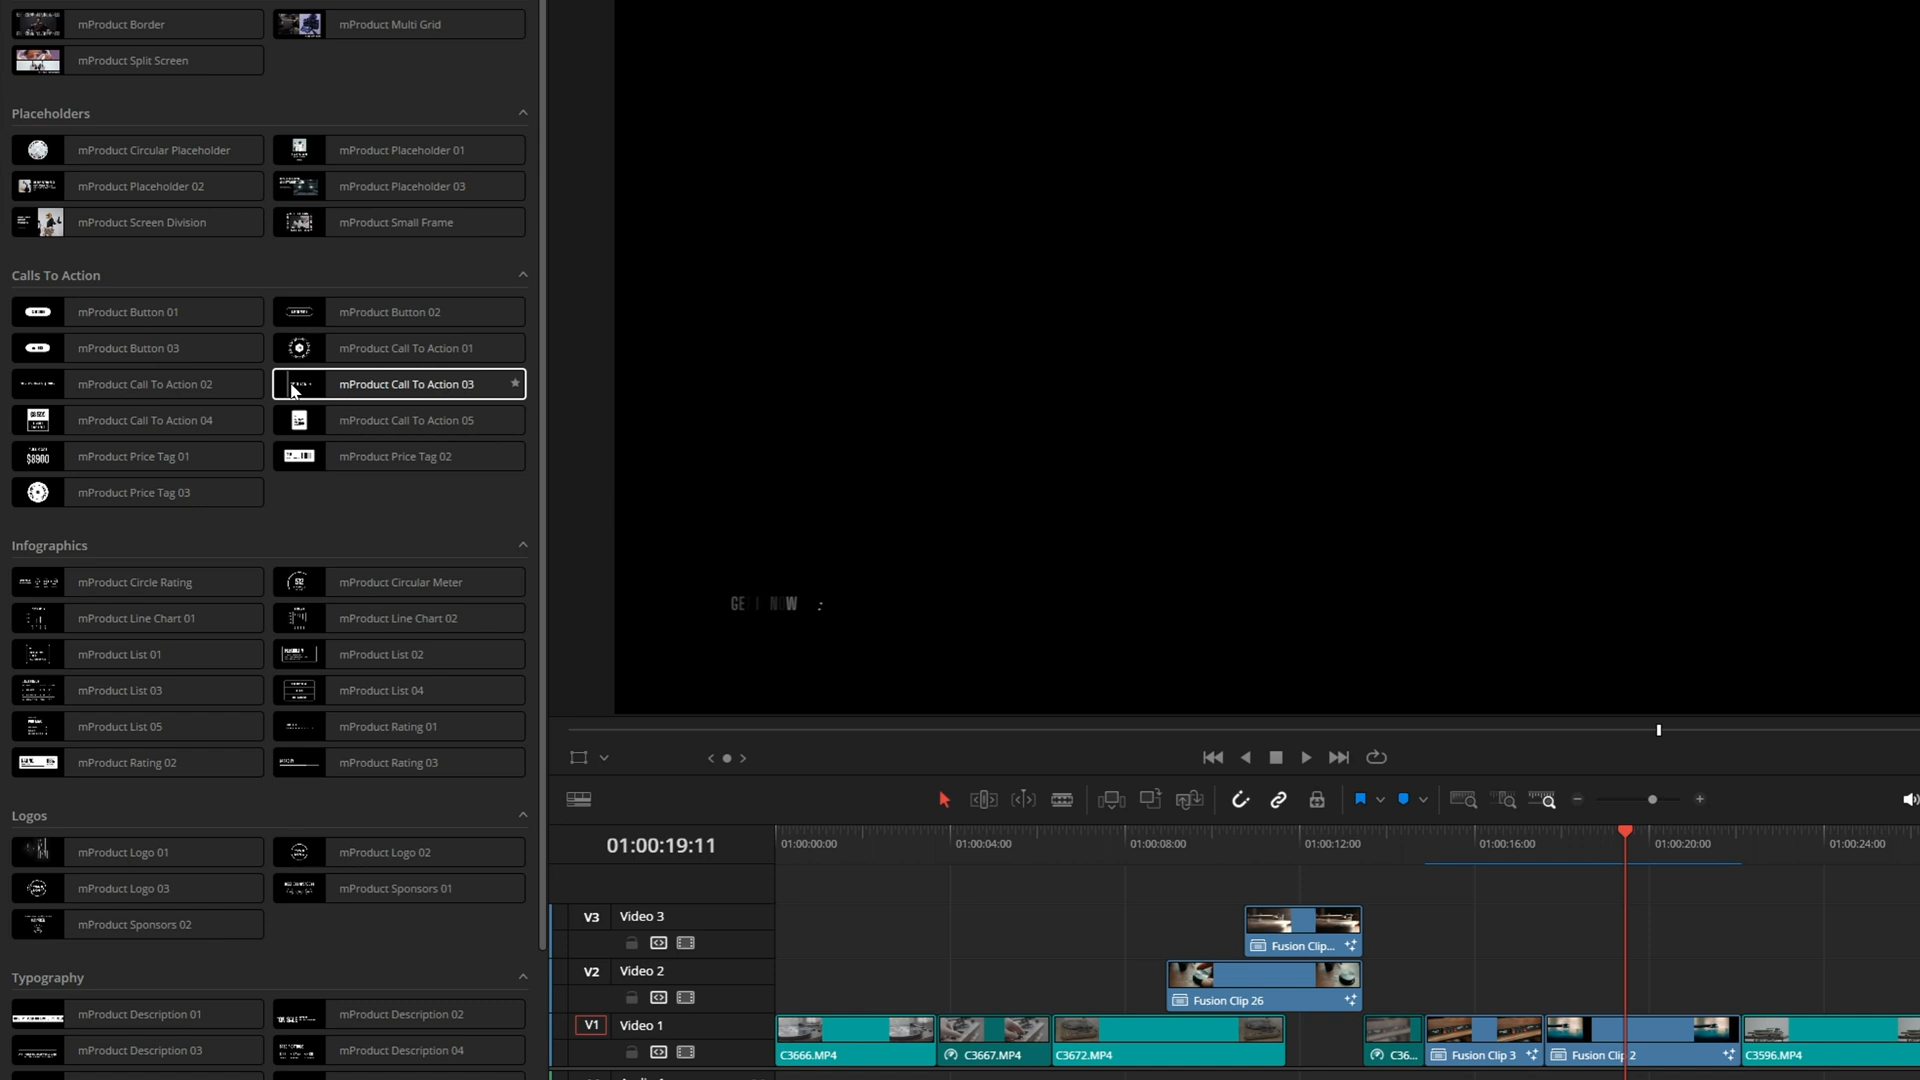 mProduct Border
mProduct Multi Grid
mProduct Split Screen
Placeholders
mProduct Circular Placeholder
mProduct Placeholder 01
mProduct Placeholder 02
mProduct Placeholder 03
mProduct Screen Division
mProduct Small Frame
Calls To Action
mProduct Button 01
mProduct Button 02
mProduct Button 03
mProduct Call To Action 01
mProduct Call To Action 02
mProduct Call To Action 03
mProduct Call To Action 04
mProduct Call To Action 05
$8900
mProduct Price Tag 01
mProduct Price Tag 02
mProduct Price Tag 03
Infographics
mProduct Circle Rating
mProduct Circular Meter
mProduct Line Chart 01
mProduct Line Chart 02
mProduct List 01
mProduct List 02
mProduct List 03
mProduct List 04
mProduct List 05
mProduct Rating 01
mProduct Rating 02
mProduct Rating 03
Logos
mProduct Logo 01
mProduct Logo 02
mProduct Logo 03
mProduct Sponsors 01
mProduct Sponsors 02
Typography
mProduct Description 01
mProduct Description 02
mProduct Description 03
mProduct Description 04
NOW :
01:00:19:11
01:00:00:00
01:00:04:00
01:00:08:00
01:00:12:00
01:00:16:00
01:00:20:00
01:00:24:00
V3 Video 3
Fusion Clip...
V2 Video 2
Fusion Clip 26
V1 Video 1
C3666.MP4
C3667.MP4
C3672.MP4
C36...
Fusion Clip 3
Fusion Clip 2
C3596.MP4